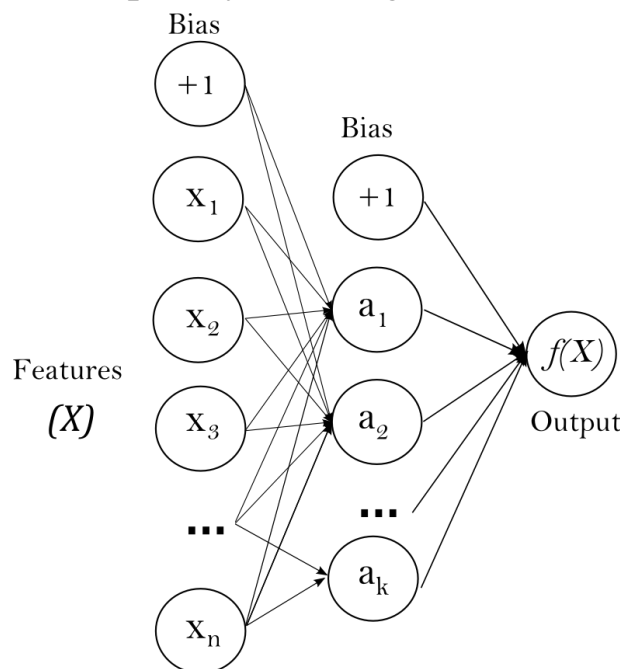 Bias
+1
x₁
x₂
x₃
...
xₙ
Features
(X)
Bias
+1
a₁
a₂
...
aₖ
f(X)
Output